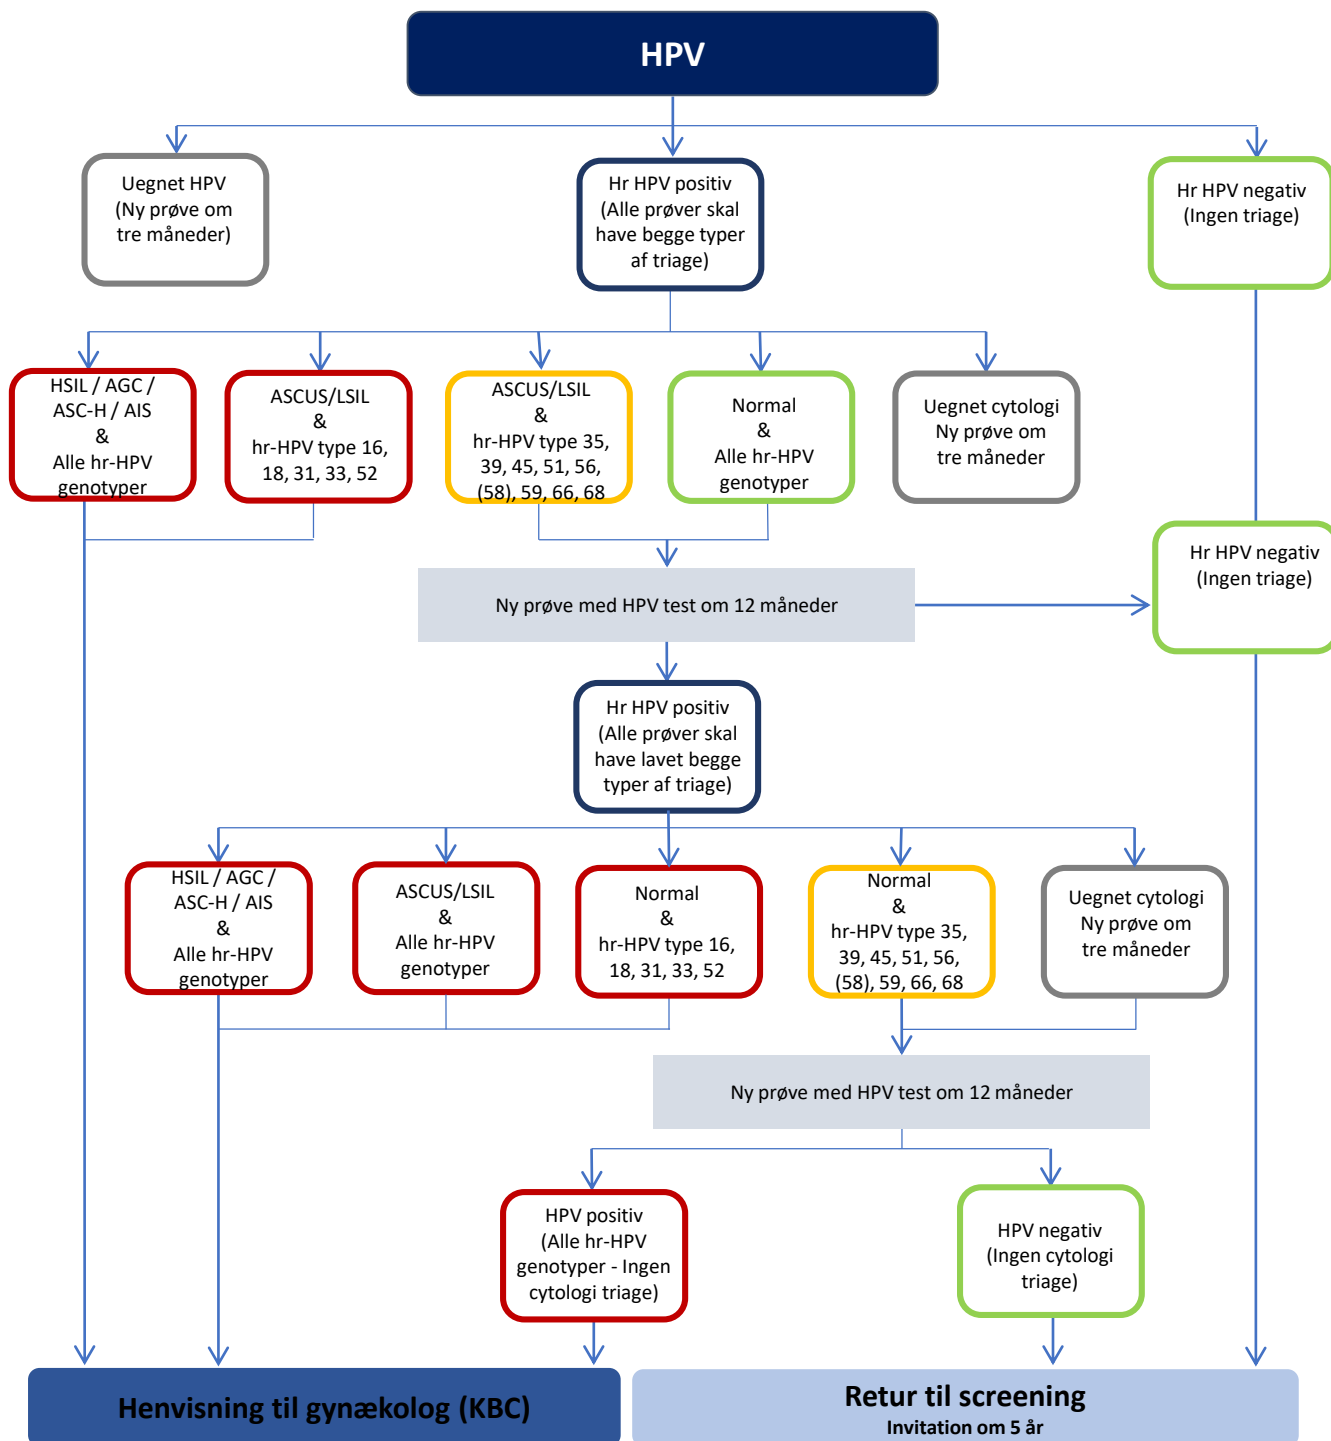 HPV
Uegnet HPV
(Ny prøve om
tre måneder)
Hr HPV positiv
(Alle prøver skal
have begge typer
af triage)
Hr HPV negativ
(Ingen triage)
HSIL / AGC /
ASC-H / AIS
&
Alle hr-HPV
genotyper
ASCUS/LSIL
&
hr-HPV type 16,
18, 31, 33, 52
ASCUS/LSIL
&
hr-HPV type 35,
39, 45, 51, 56,
(58), 59, 66, 68
Normal
&
Alle hr-HPV
genotyper
Uegnet cytologi
Ny prøve om
tre måneder
Hr HPV negativ
(Ingen triage)
Ny prøve med HPV test om 12 måneder
Hr HPV positiv
(Alle prøver skal
have lavet begge
typer af triage)
HSIL / AGC /
ASC-H / AIS
&
Alle hr-HPV
genotyper
ASCUS/LSIL
&
Alle hr-HPV
genotyper
Normal
&
hr-HPV type 16,
18, 31, 33, 52
Normal
&
hr-HPV type 35,
39, 45, 51, 56,
(58), 59, 66, 68
Uegnet cytologi
Ny prøve om
tre måneder
Ny prøve med HPV test om 12 måneder
HPV positiv
(Alle hr-HPV
genotyper - Ingen
cytologi triage)
HPV negativ
(Ingen cytologi
triage)
Henvisning til gynækolog (KBC)
Retur til screening
Invitation om 5 år